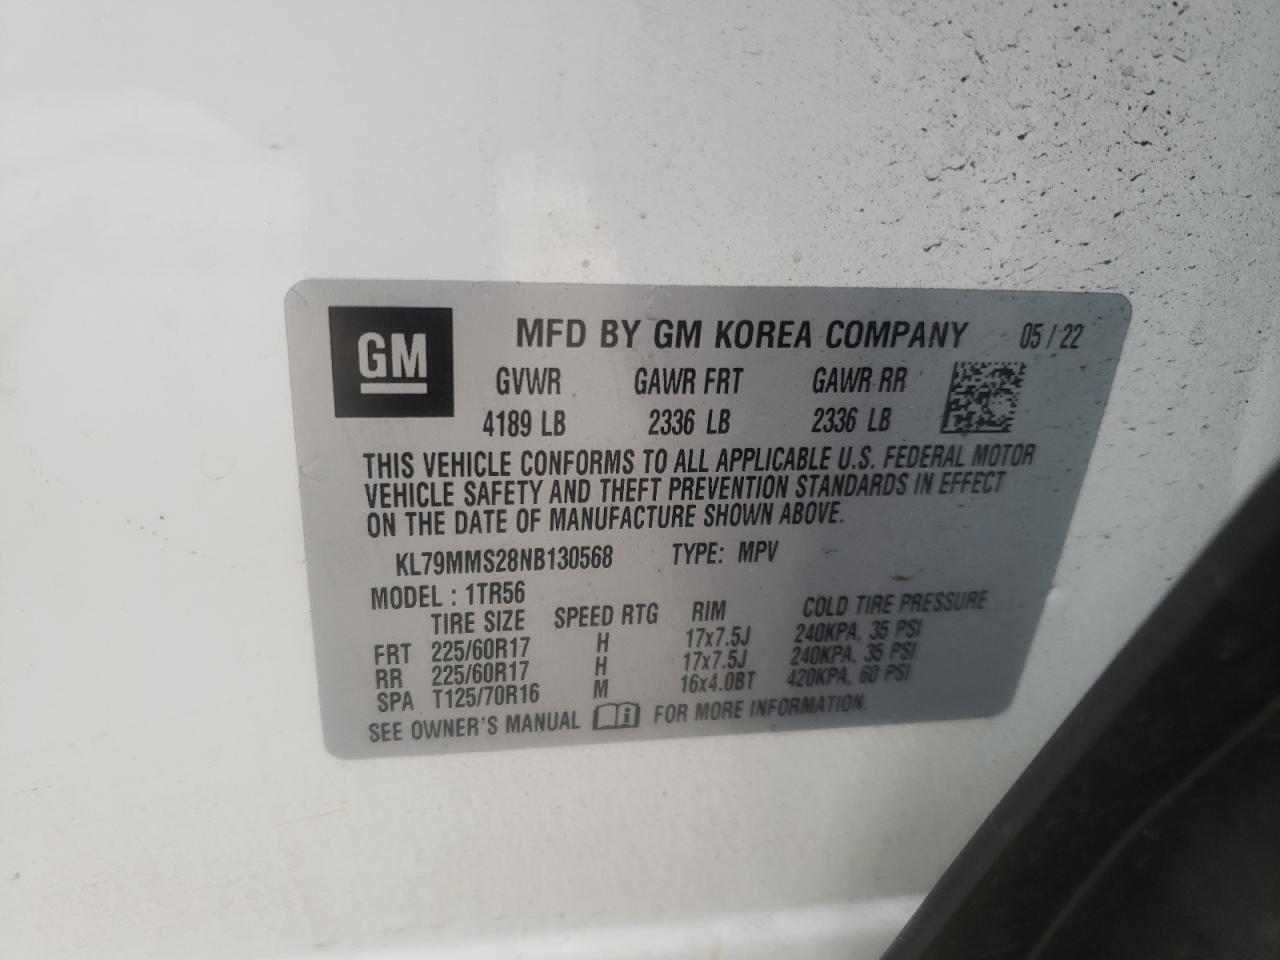 GM
MFD BY GM KOREA COMPANY 05/22
GVWR GAWR FRT GAWR RR
4189 LB 2336 LB 2336 LB
THIS VEHICLE CONFORMS TO ALL APPLICABLE U.S. FEDERAL MOTOR
VEHICLE SAFETY AND THEFT PREVENTION STANDARDS IN EFFECT
ON THE DATE OF MANUFACTURE SHOWN ABOVE.
KL79MMS28NB130568 TYPE: MPV
MODEL : 1TR56
TIRE SIZE SPEED RTG RIM COLD TIRE PRESSURE
FRT 225/60R17 H 17x7.5J 240KPA, 35 PSI
RR 225/60R17 H 17x7.5J 240KPA, 35 PSI
SPA T125/70R16 M 16x4.0BT 420KPA, 60 PSI
SEE OWNER'S MANUAL FOR MORE INFORMATION.